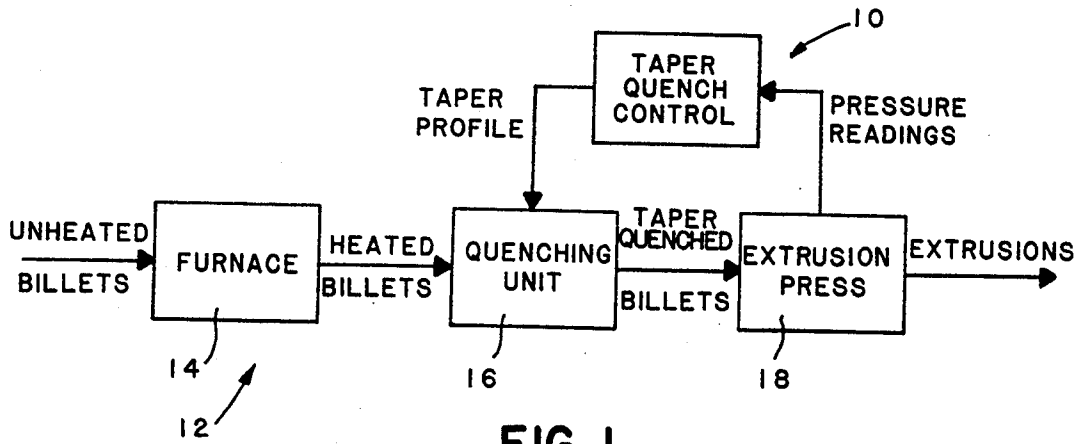 10
TAPER
QUENCH
CONTROL
TAPER
PROFILE
PRESSURE
READINGS
UNHEATED
BILLETS
FURNACE
HEATED
BILLETS
QUENCHING
UNIT
TAPER
QUENCHED
BILLETS
EXTRUSION
PRESS
EXTRUSIONS
14
16
18
12
FIG. 1